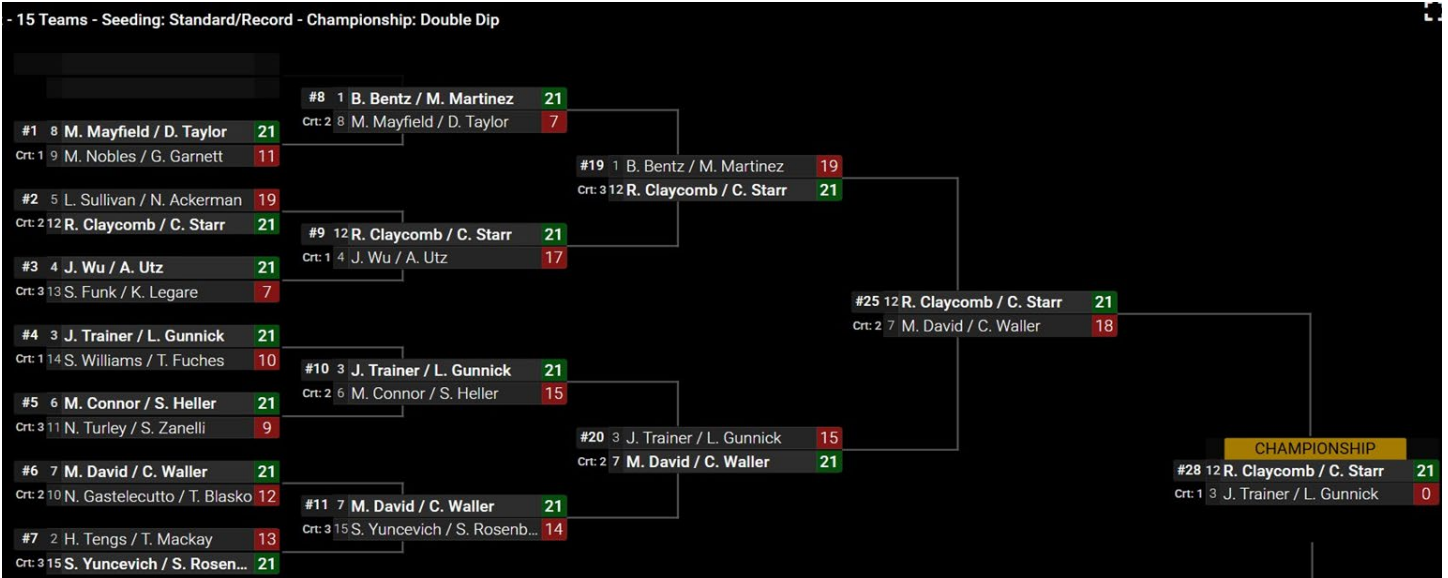 - 15 Teams - Seeding: Standard/Record - Championship: Double Dip
#1 8 M. Mayfield / D. Taylor 21
Crt: 1 9 M. Nobles / G. Garnett 11
#2 5 L. Sullivan / N. Ackerman 19
Crt: 2 12 R. Claycomb / C. Starr 21
#3 4 J. Wu / A. Utz 21
Crt: 3 13 S. Funk / K. Legare 7
#4 3 J. Trainer / L. Gunnick 21
Crt: 1 14 S. Williams / T. Fuches 10
#5 6 M. Connor / S. Heller 21
Crt: 3 11 N. Turley / S. Zanelli 9
#6 7 M. David / C. Waller 21
Crt: 2 10 N. Gastelecutto / T. Blasko 12
#7 2 H. Tengs / T. Mackay 13
Crt: 3 15 S. Yuncevich / S. Rosen... 21
#8 1 B. Bentz / M. Martinez 21
Crt: 2 8 M. Mayfield / D. Taylor 7
#9 12 R. Claycomb / C. Starr 21
Crt: 1 4 J. Wu / A. Utz 17
#10 3 J. Trainer / L. Gunnick 21
Crt: 2 6 M. Connor / S. Heller 15
#11 7 M. David / C. Waller 21
Crt: 3 15 S. Yuncevich / S. Rosenb... 14
#19 1 B. Bentz / M. Martinez 19
Crt: 3 12 R. Claycomb / C. Starr 21
#20 3 J. Trainer / L. Gunnick 15
Crt: 2 7 M. David / C. Waller 21
#25 12 R. Claycomb / C. Starr 21
Crt: 2 7 M. David / C. Waller 18
CHAMPIONSHIP
#28 12 R. Claycomb / C. Starr 21
Crt: 1 3 J. Trainer / L. Gunnick 0